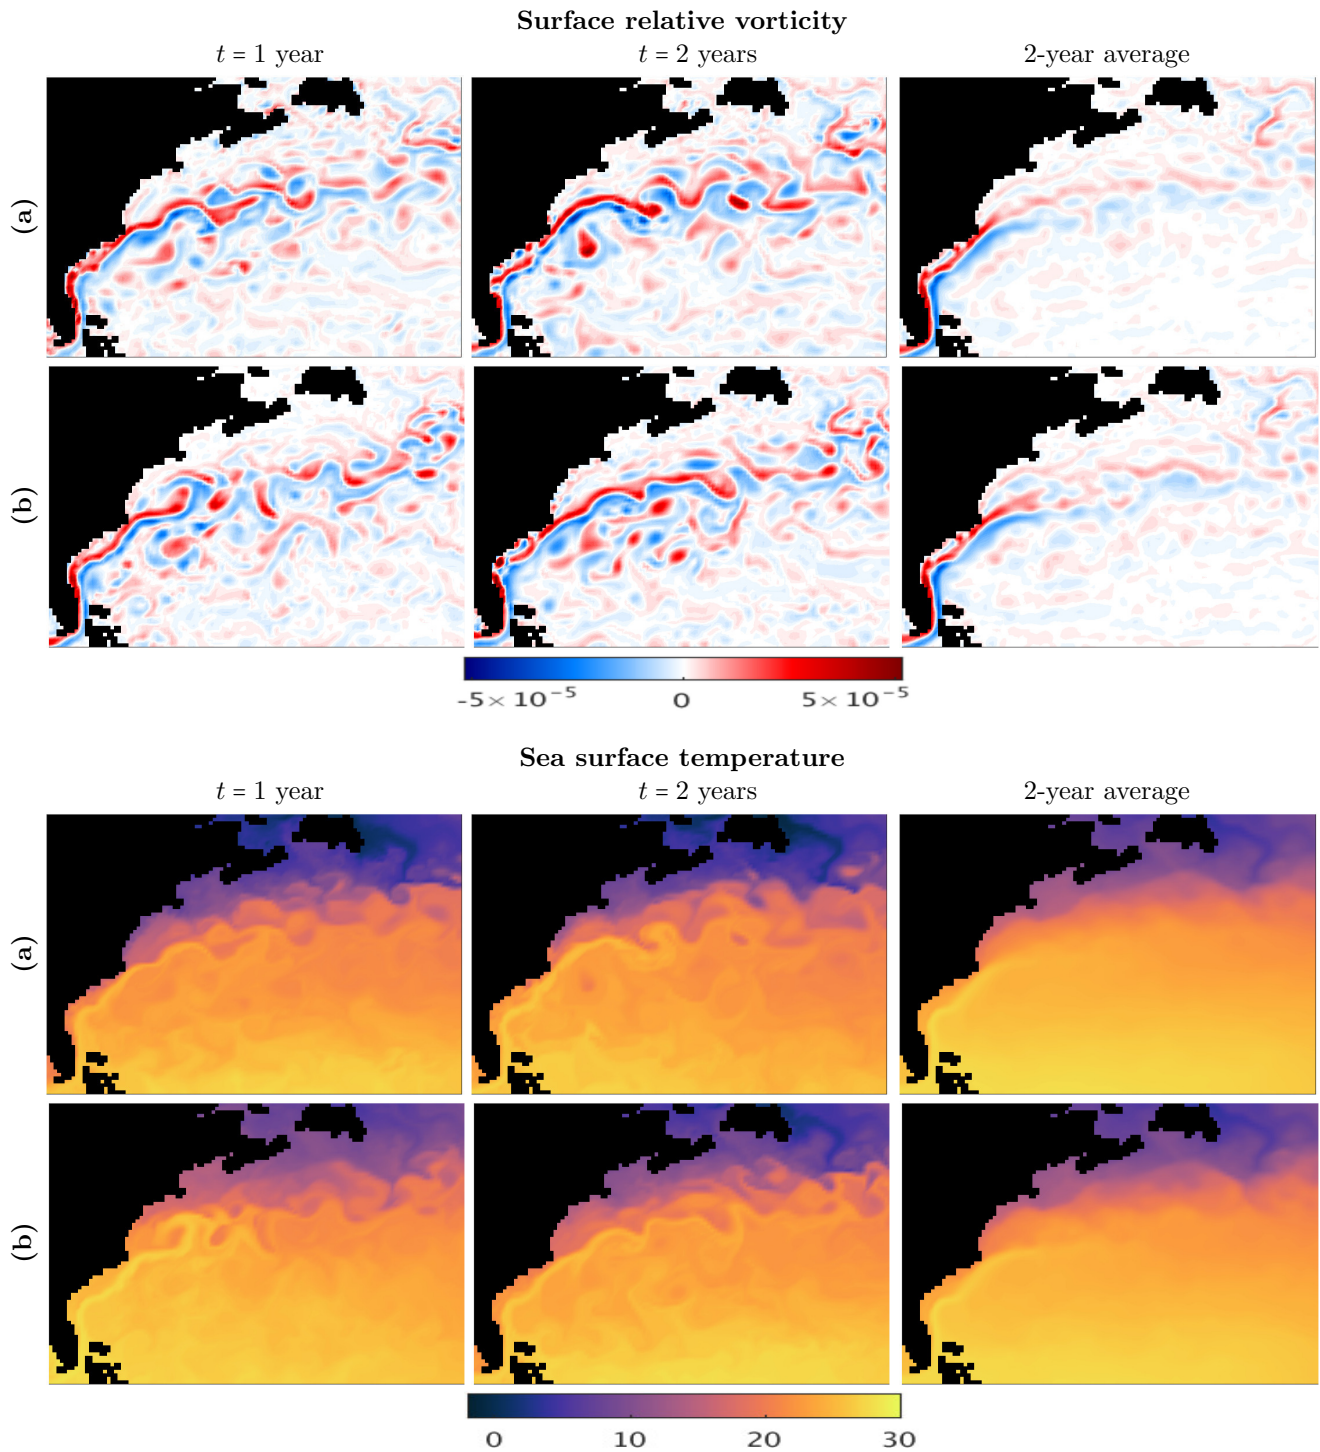 Surface relative vorticity
t = 1 year t = 2 years 2-year average
(a)
(b)
-5×10⁻⁵ 0 5×10⁻⁵
Sea surface temperature
t = 1 year t = 2 years 2-year average
(a)
(b)
0 10 20 30